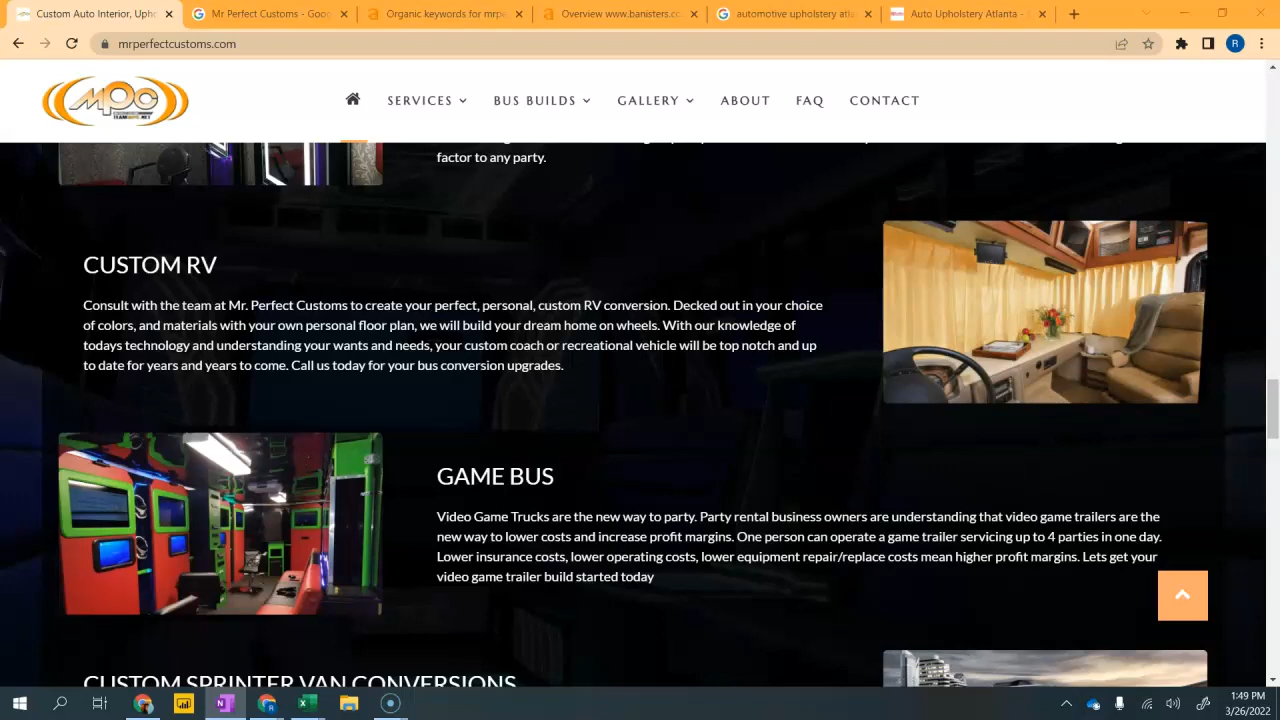 Custom Auto Interior, Upho
Mr Perfect Customs - Goo
Organic keywords for mrpe
Overview www.banisters.cc
automotive upholstery atla
Auto Upholstery Atlanta - G
mrperfectcustoms.com
R
MPC
TEAMMPC.NET
SERVICES
BUS BUILDS
GALLERY
ABOUT
FAQ
CONTACT
factor to any party.
CUSTOM RV
Consult with the team at Mr. Perfect Customs to create your perfect, personal, custom RV conversion. Decked out in your choice
of colors, and materials with your own personal floor plan, we will build your dream home on wheels. With our knowledge of
todays technology and understanding your wants and needs, your custom coach or recreational vehicle will be top notch and up
to date for years and years to come. Call us today for your bus conversion upgrades.
GAME BUS
Video Game Trucks are the new way to party. Party rental business owners are understanding that video game trailers are the
new way to lower costs and increase profit margins. One person can operate a game trailer servicing up to 4 parties in one day.
Lower insurance costs, lower operating costs, lower equipment repair/replace costs mean higher profit margins. Lets get your
video game trailer build started today
CUSTOM SPRINTER VAN CONVERSIONS
1:49 PM
3/26/2022